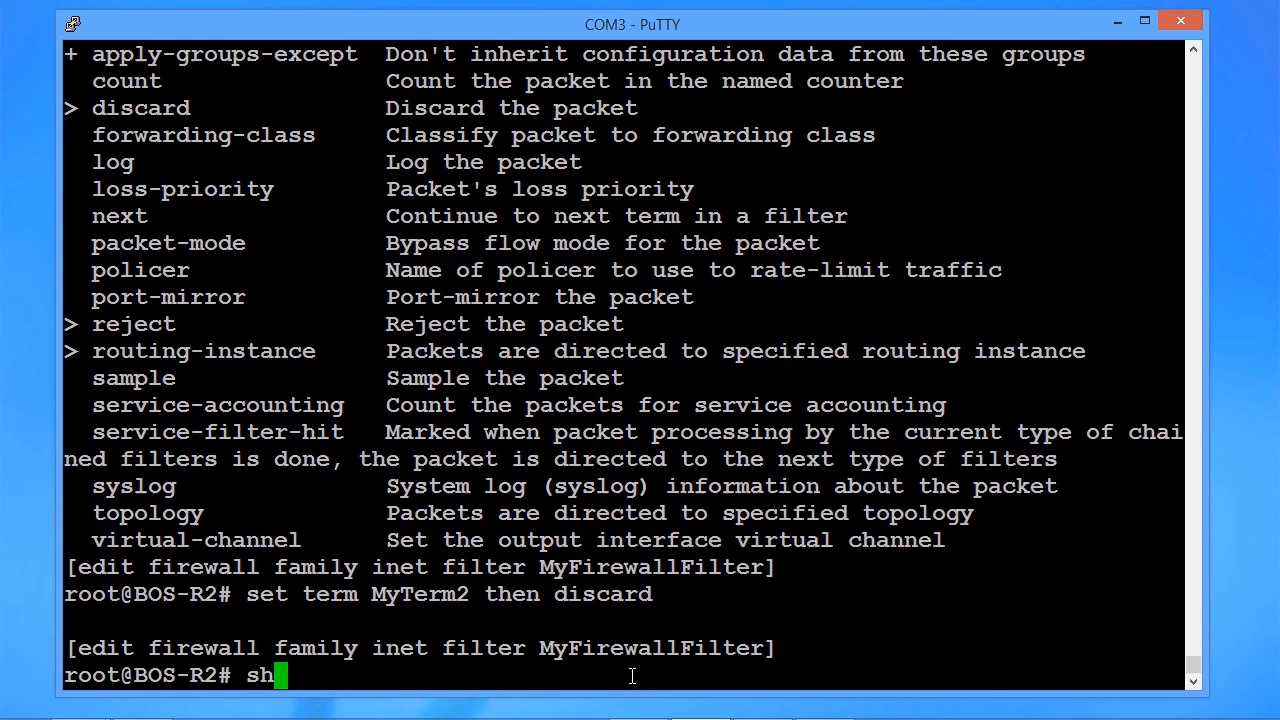 COM3 - PuTTY
+ apply-groups-except  Don't inherit configuration data from these groups
  count                Count the packet in the named counter
> discard              Discard the packet
  forwarding-class     Classify packet to forwarding class
  log                  Log the packet
  loss-priority        Packet's loss priority
  next                 Continue to next term in a filter
  packet-mode          Bypass flow mode for the packet
  policer              Name of policer to use to rate-limit traffic
  port-mirror          Port-mirror the packet
> reject               Reject the packet
> routing-instance     Packets are directed to specified routing instance
  sample               Sample the packet
  service-accounting   Count the packets for service accounting
  service-filter-hit   Marked when packet processing by the current type of chai
ned filters is done, the packet is directed to the next type of filters
  syslog               System log (syslog) information about the packet
  topology             Packets are directed to specified topology
  virtual-channel      Set the output interface virtual channel
[edit firewall family inet filter MyFirewallFilter]
root@BOS-R2# set term MyTerm2 then discard
[edit firewall family inet filter MyFirewallFilter]
root@BOS-R2# sh